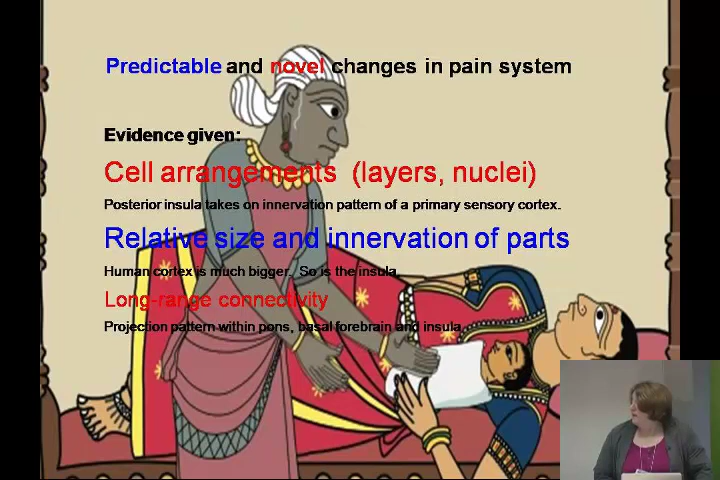 Predictable and novel changes in pain system
Evidence given:
Cell arrangements (layers, nuclei)
Posterior insula takes on innervation pattern of a primary sensory cortex.
Relative size and innervation of parts
Human cortex is much bigger. So is the insula.
Long-range connectivity
Projection pattern within pons, basal forebrain and insula.